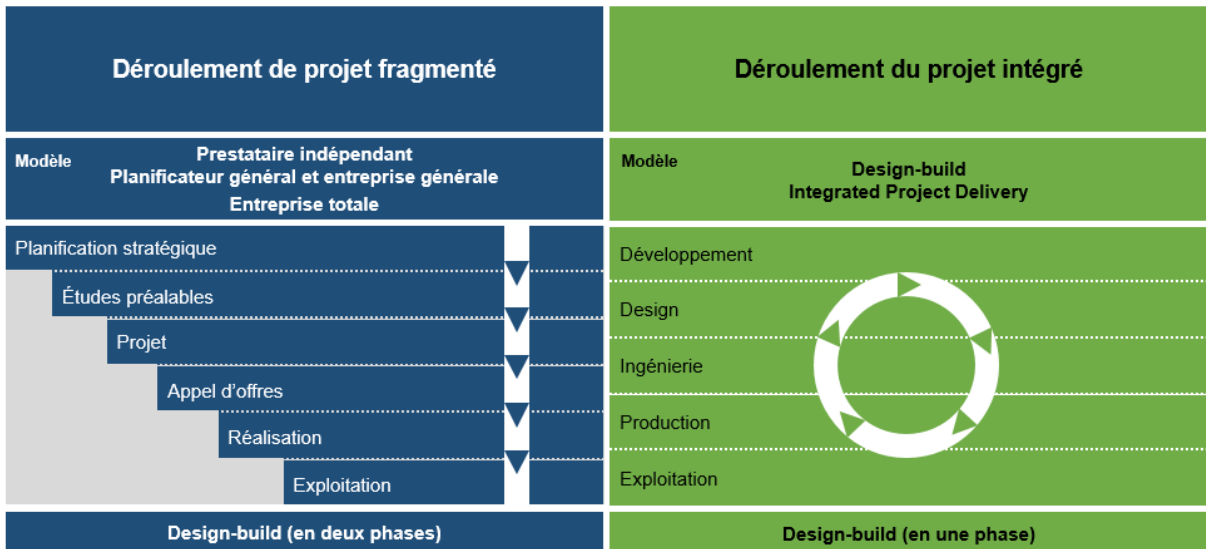 Déroulement de projet fragmenté
Modèle
Prestataire indépendant
Planificateur général et entreprise générale
Entreprise totale
Planification stratégique
Études préalables
Projet
Appel d’offres
Réalisation
Exploitation
Design-build (en deux phases)
Déroulement du projet intégré
Modèle
Design-build
Integrated Project Delivery
Développement
Design
Ingénierie
Production
Exploitation
Design-build (en une phase)